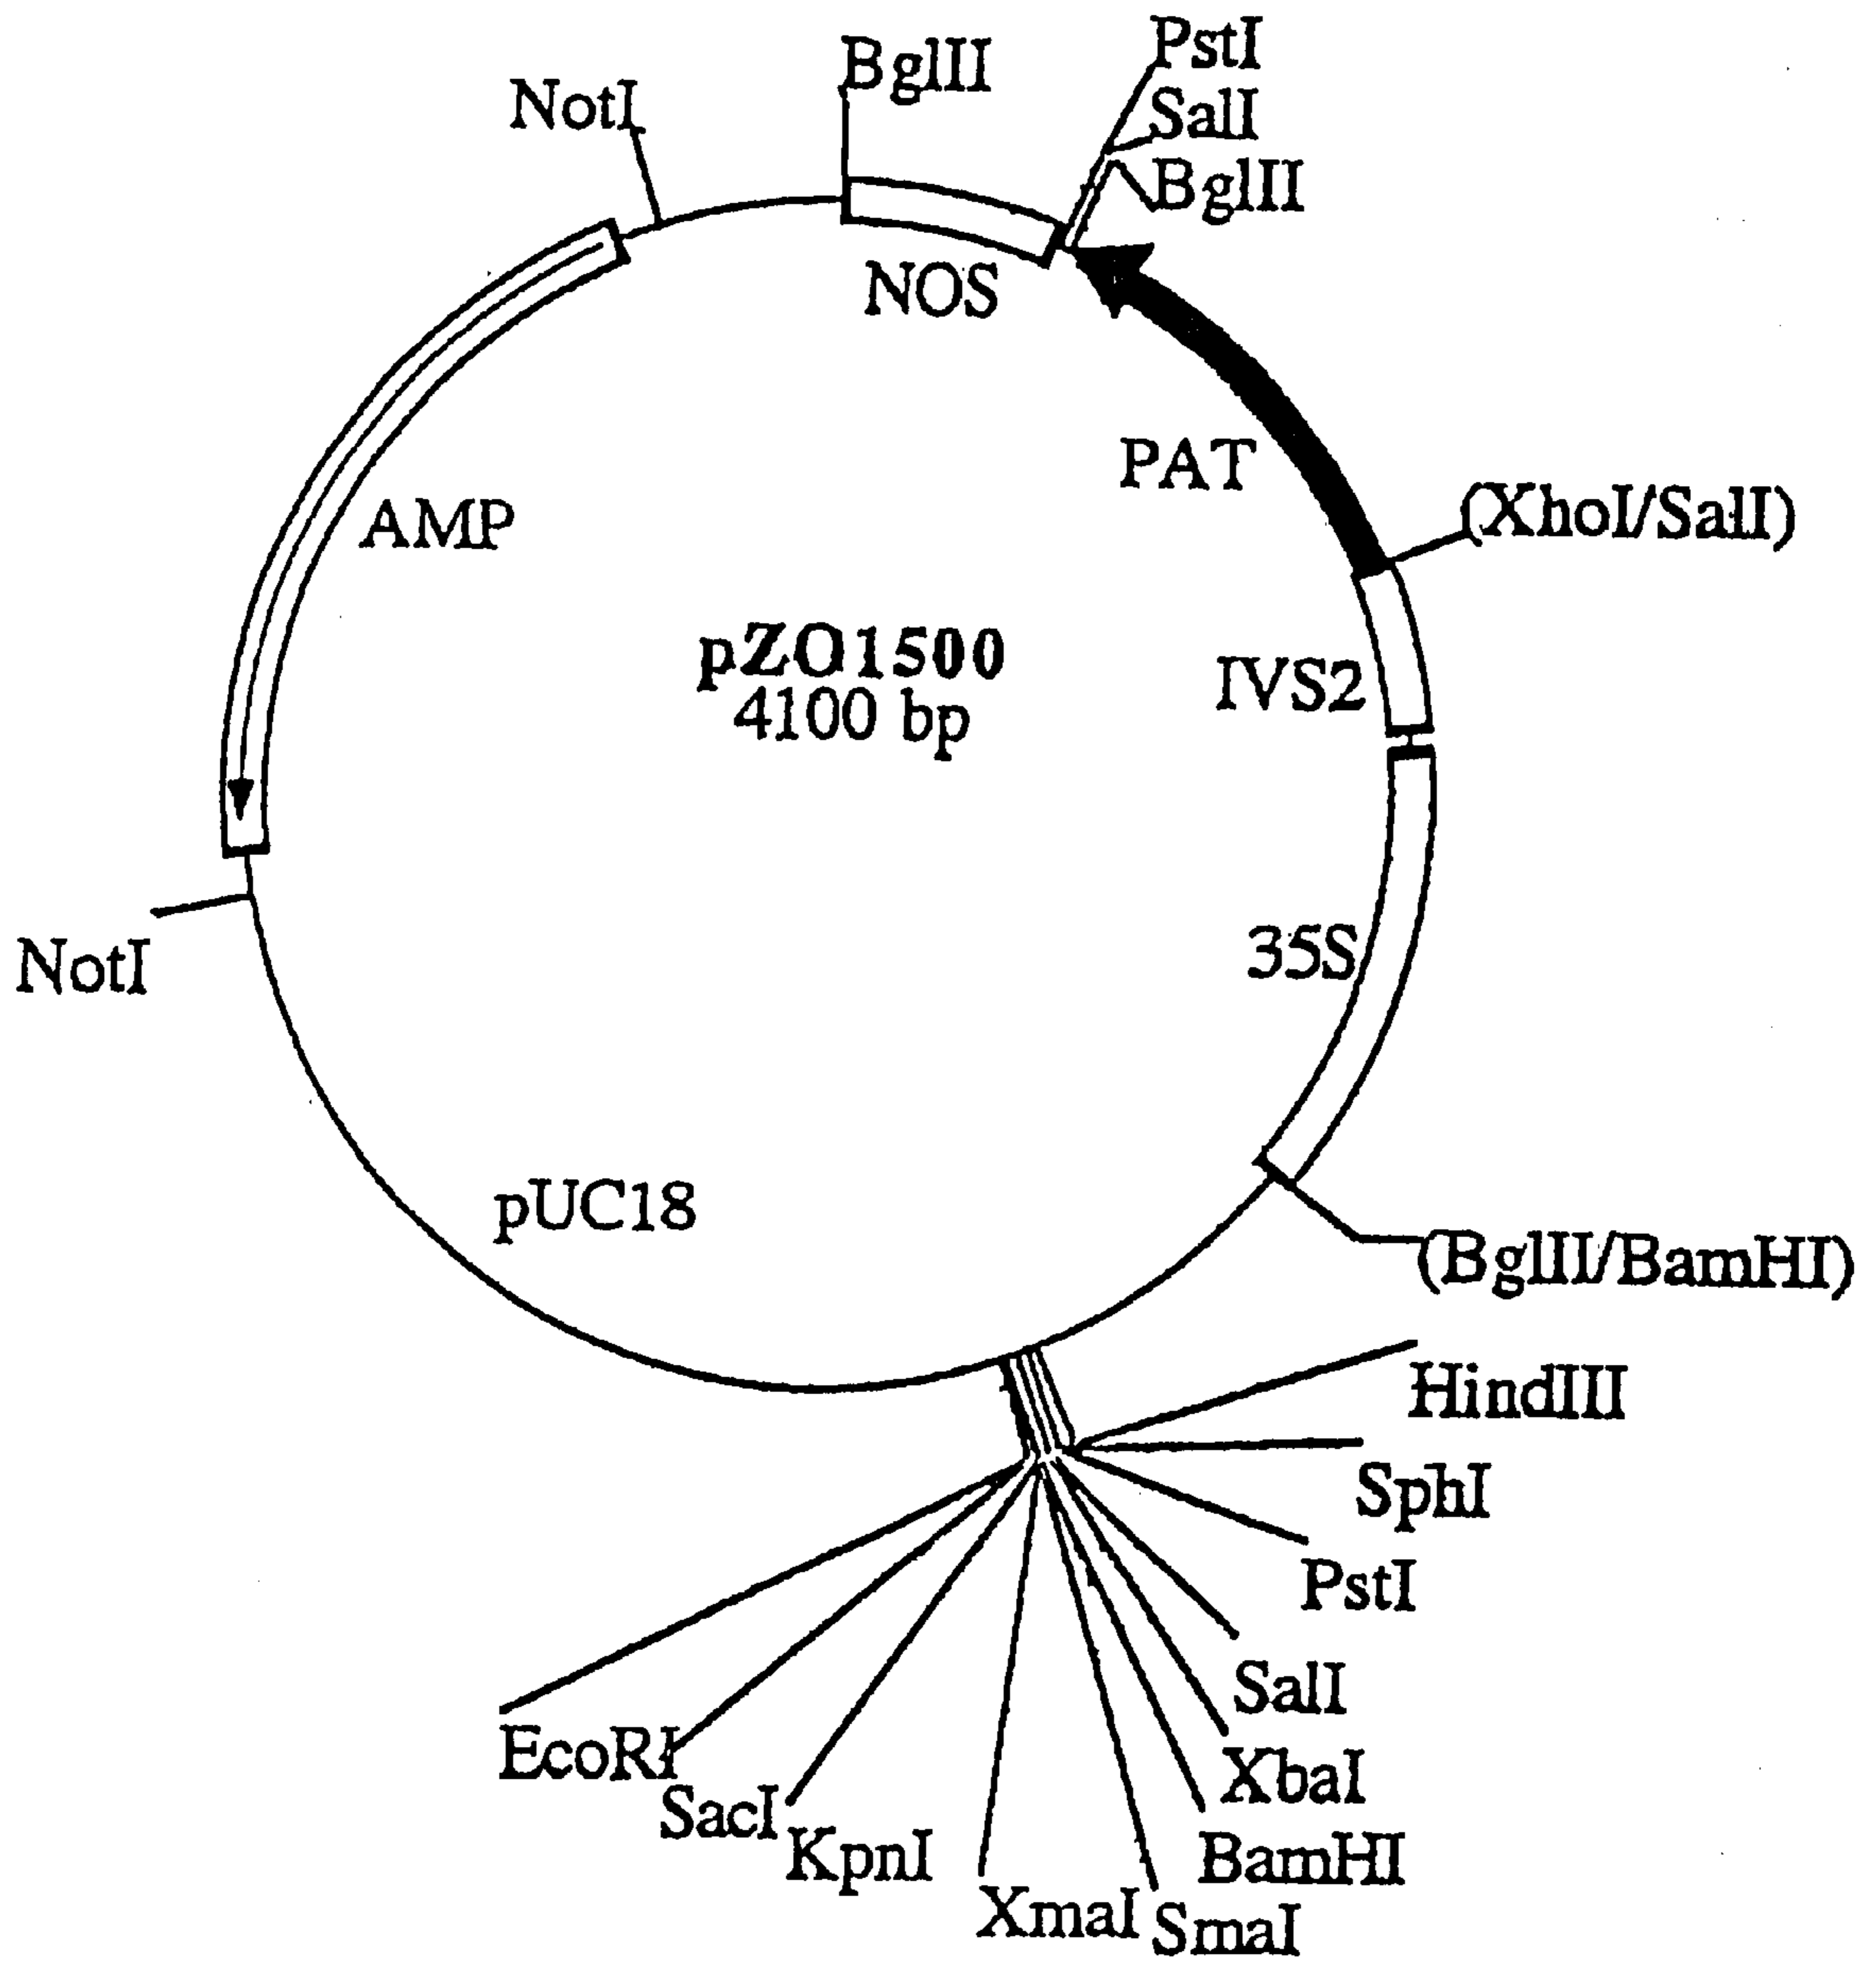 PstI
BglII
SalI
NotI
BglII
NOS
PAT
(XhoI/SalI)
AMP
pZO1500
4100 bp
IVS2
35S
NotI
pUC18
(BglII/BamHI)
HindIII
SphI
PstI
SalI
XbaI
BamHI
SmaI
XmaI
KpnI
SacI
EcoRI